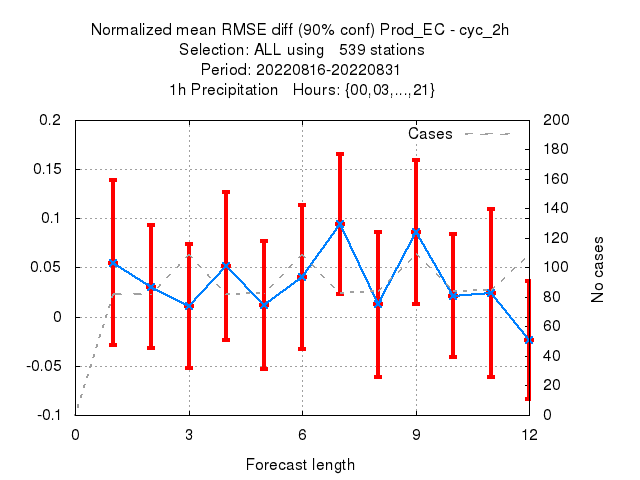 Normalized mean RMSE diff (90% conf) Prod_EC - cyc_2h
Selection: ALL using   539 stations
Period: 20220816-20220831
1h Precipitation   Hours: {00,03,...,21}
0.2
0.15
0.1
0.05
0
-0.05
-0.1
Cases
200
180
160
140
120
100
80
60
40
20
0
No cases
0 3 6 9 12
Forecast length